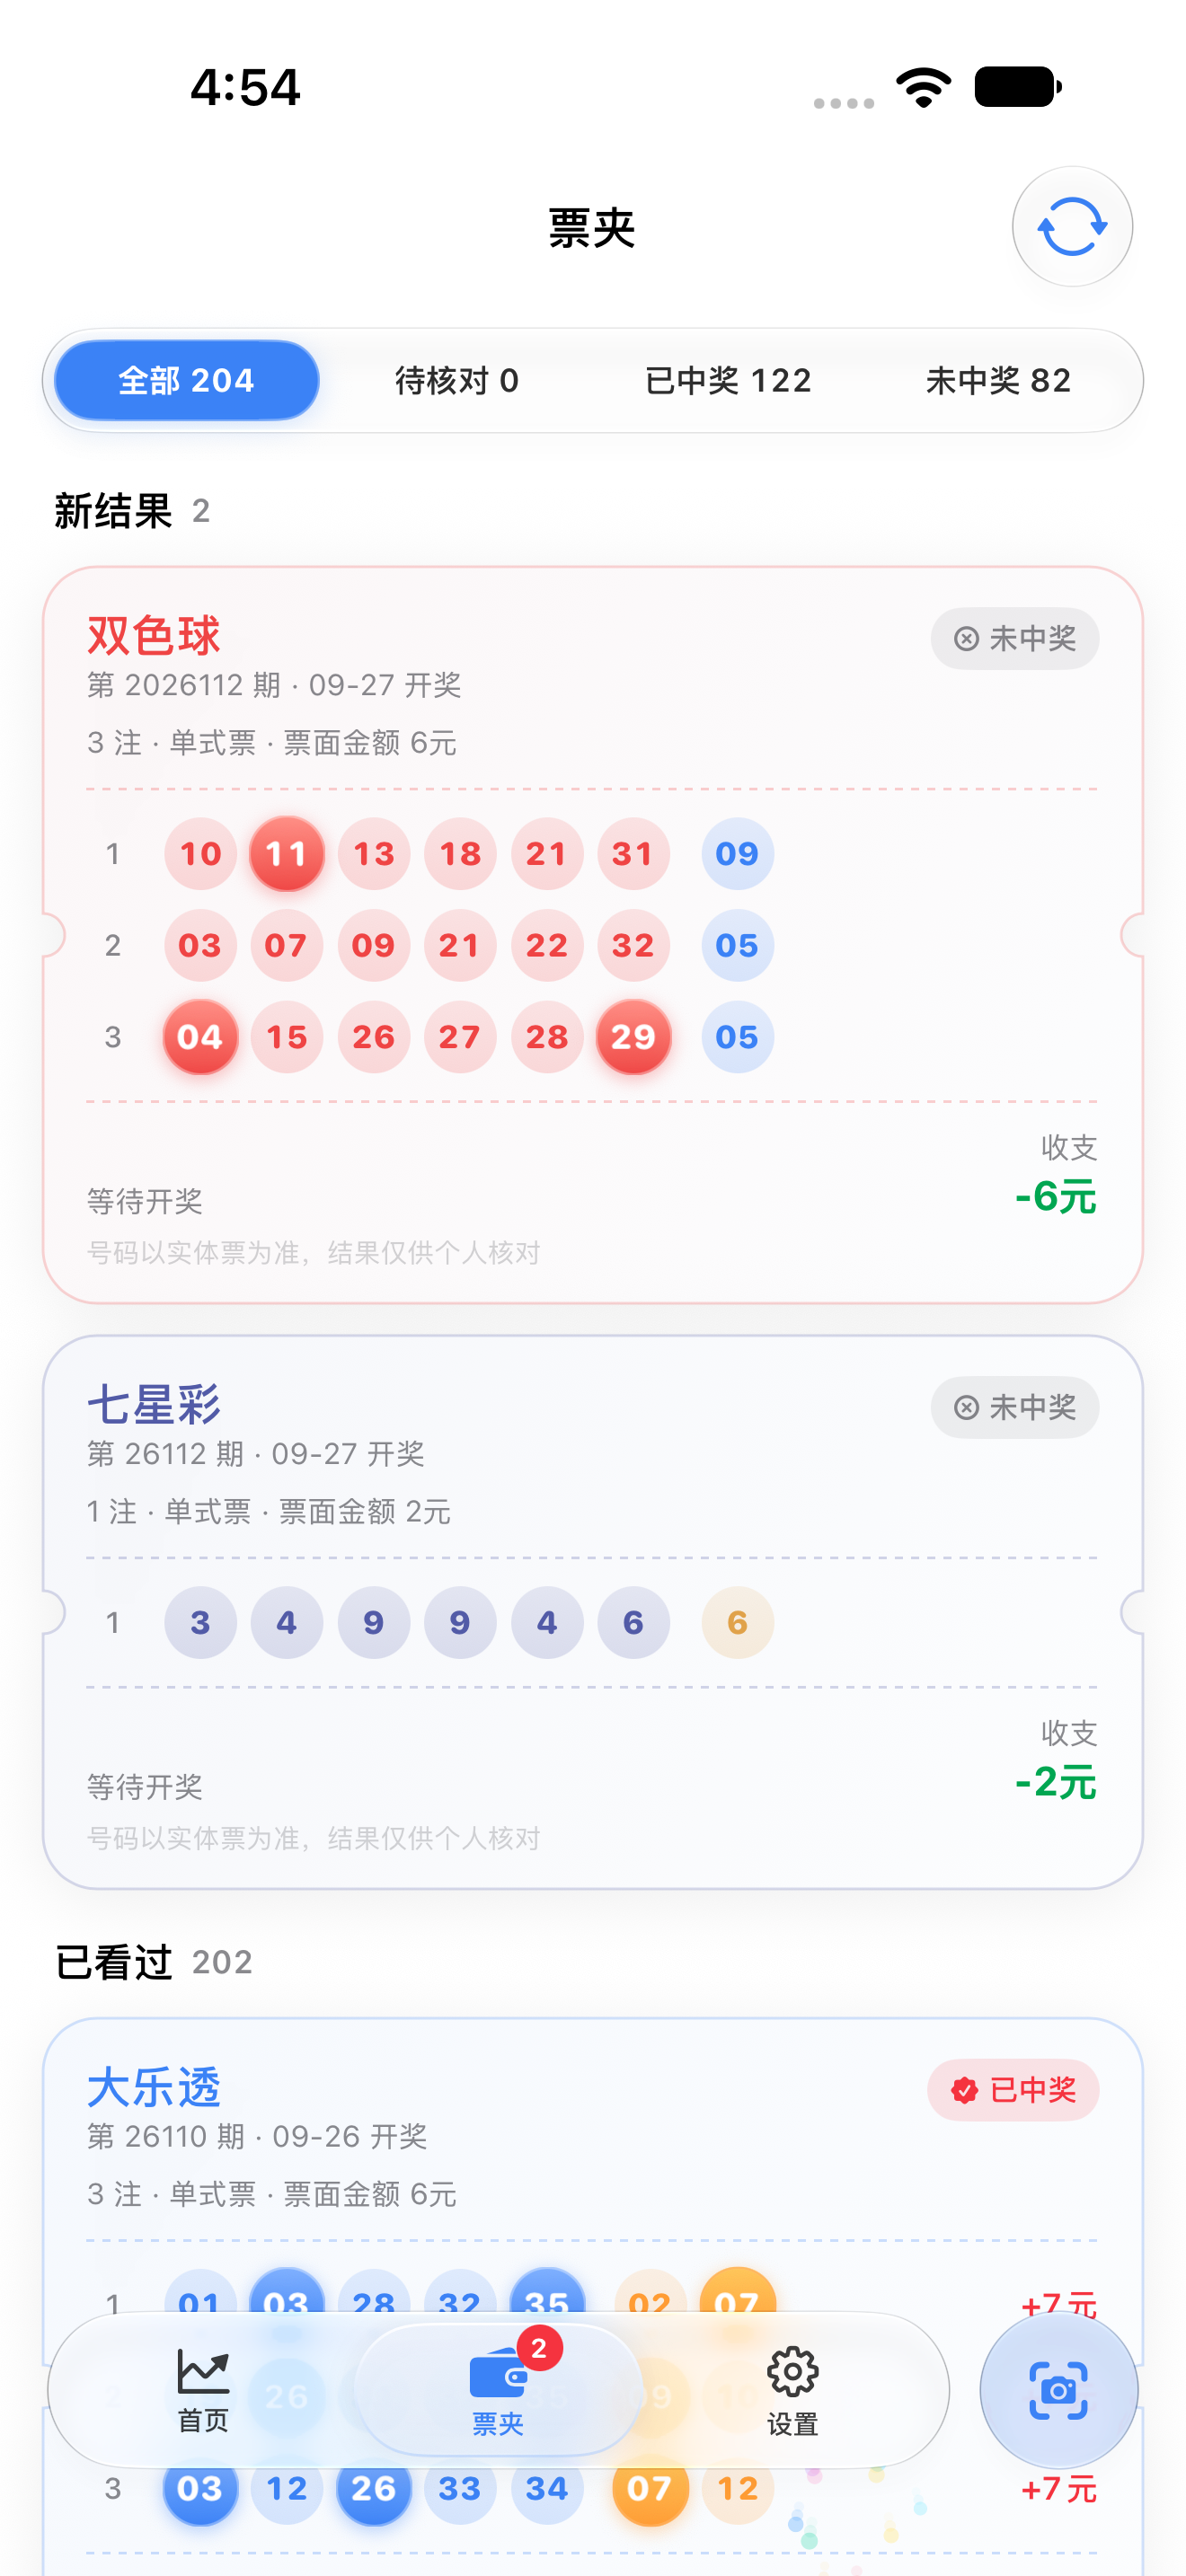 4:54
票夹
全部 204 待核对 0 已中奖 122 未中奖 82
新结果 2
双色球 未中奖
第 2026112 期 · 09-27 开奖
3 注 · 单式票 · 票面金额 6元
1 10 11 13 18 21 31 09
2 03 07 09 21 22 32 05
3 04 15 26 27 28 29 05
收支
等待开奖 -6元
号码以实体票为准，结果仅供个人核对
七星彩 未中奖
第 26112 期 · 09-27 开奖
1 注 · 单式票 · 票面金额 2元
1 3 4 9 9 4 6 6
收支
等待开奖 -2元
号码以实体票为准，结果仅供个人核对
已看过 202
大乐透 已中奖
第 26110 期 · 09-26 开奖
3 注 · 单式票 · 票面金额 6元
1 01 03 28 32 35 02 07 +7元
2 26
2
首页 票夹 设置
3 03 12 26 33 34 07 12 +7元